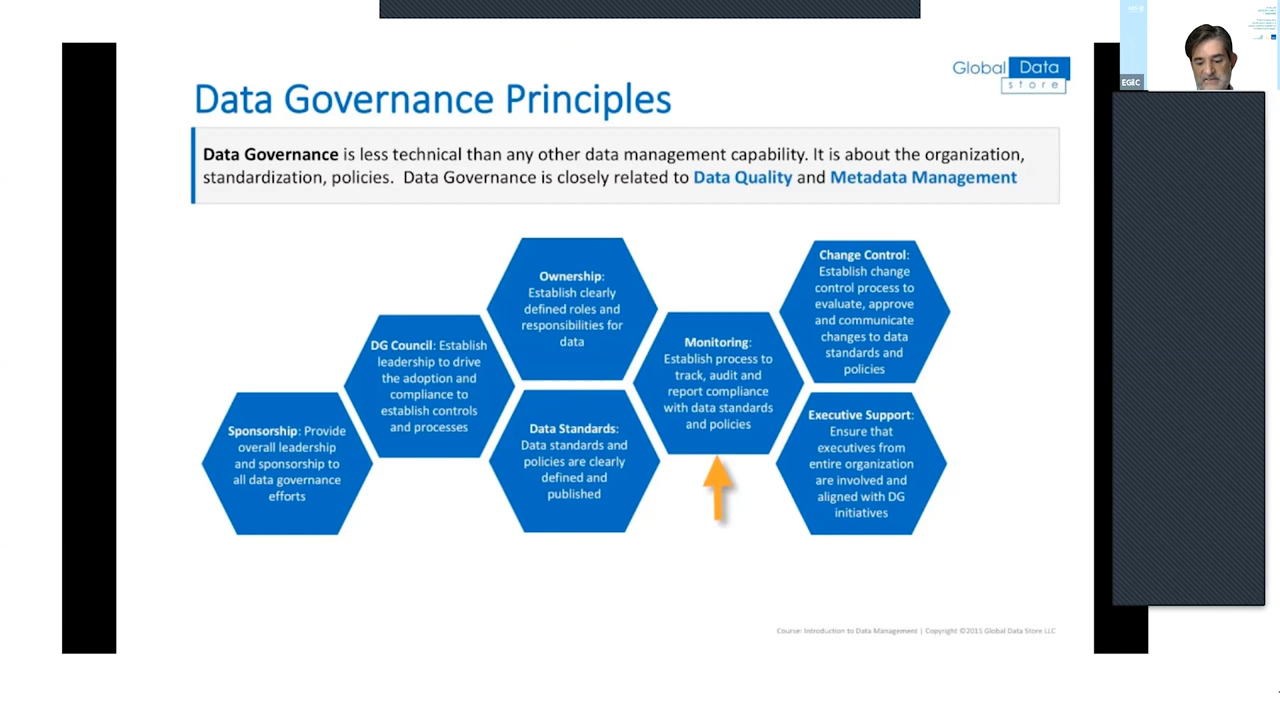 Global Data
store
Data Governance Principles
Data Governance is less technical than any other data management capability. It is about the organization,
standardization, policies. Data Governance is closely related to Data Quality and Metadata Management
Sponsorship: Provide
overall leadership
and sponsorship to
all data governance
efforts
DG Council: Establish
leadership to drive
the adoption and
compliance to
establish controls
and processes
Ownership:
Establish clearly
defined roles and
responsibilities for
data
Data Standards:
Data standards and
policies are clearly
defined and
published
Monitoring:
Establish process to
track, audit and
report compliance
with data standards
and policies
Change Control:
Establish change
control process to
evaluate, approve
and communicate
changes to data
standards and
policies
Executive Support:
Ensure that
executives from
entire organization
are involved and
aligned with DG
initiatives
Course: Introduction to Data Management | Copyright ©2015 Global Data Store LLC